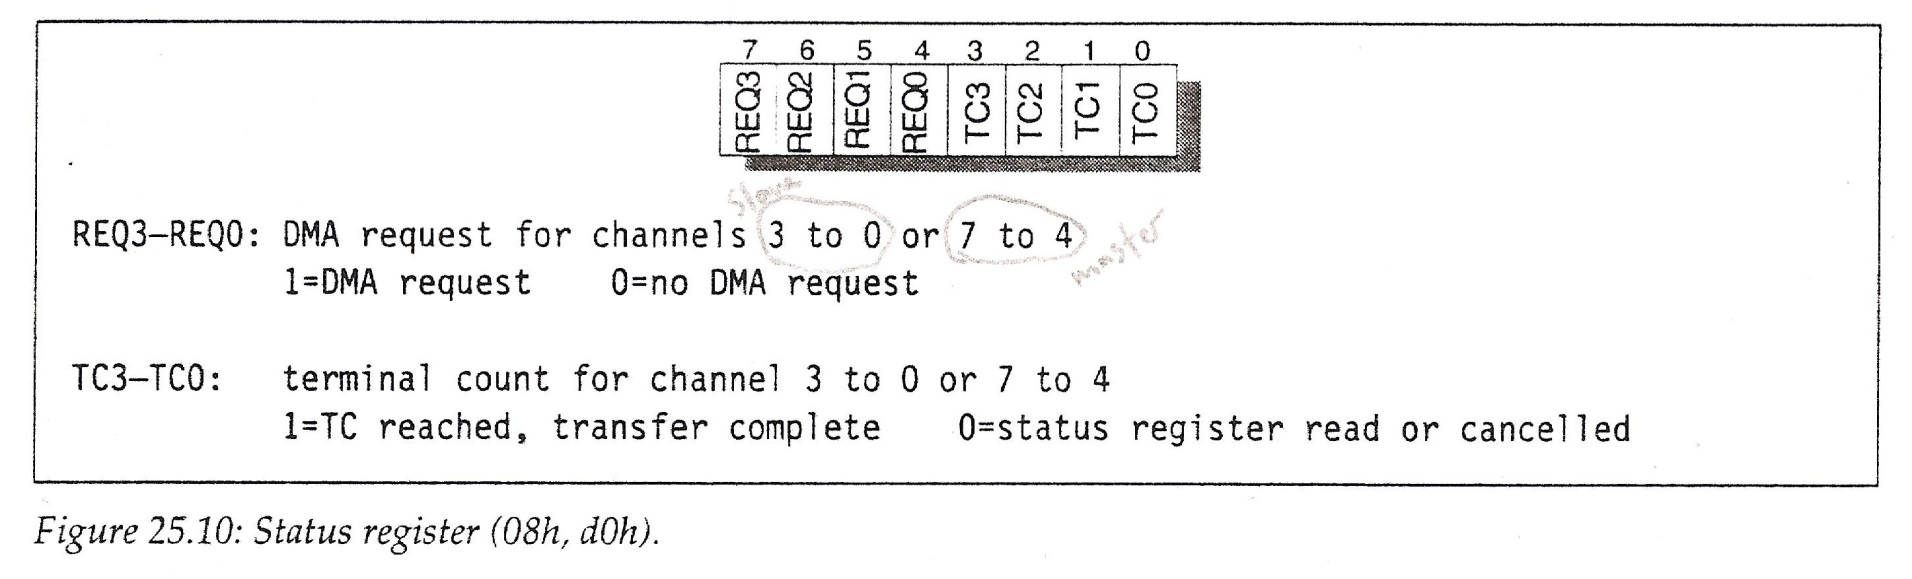 7 6 5 4 3 2 1 0
REQ3 REQ2 REQ1 REQ0 TC3 TC2 TC1 TC0
Slave
REQ3–REQ0: DMA request for channels 3 to 0 or 7 to 4
master
1=DMA request 0=no DMA request
TC3–TC0: terminal count for channel 3 to 0 or 7 to 4
1=TC reached, transfer complete 0=status register read or cancelled
Figure 25.10: Status register (08h, d0h).